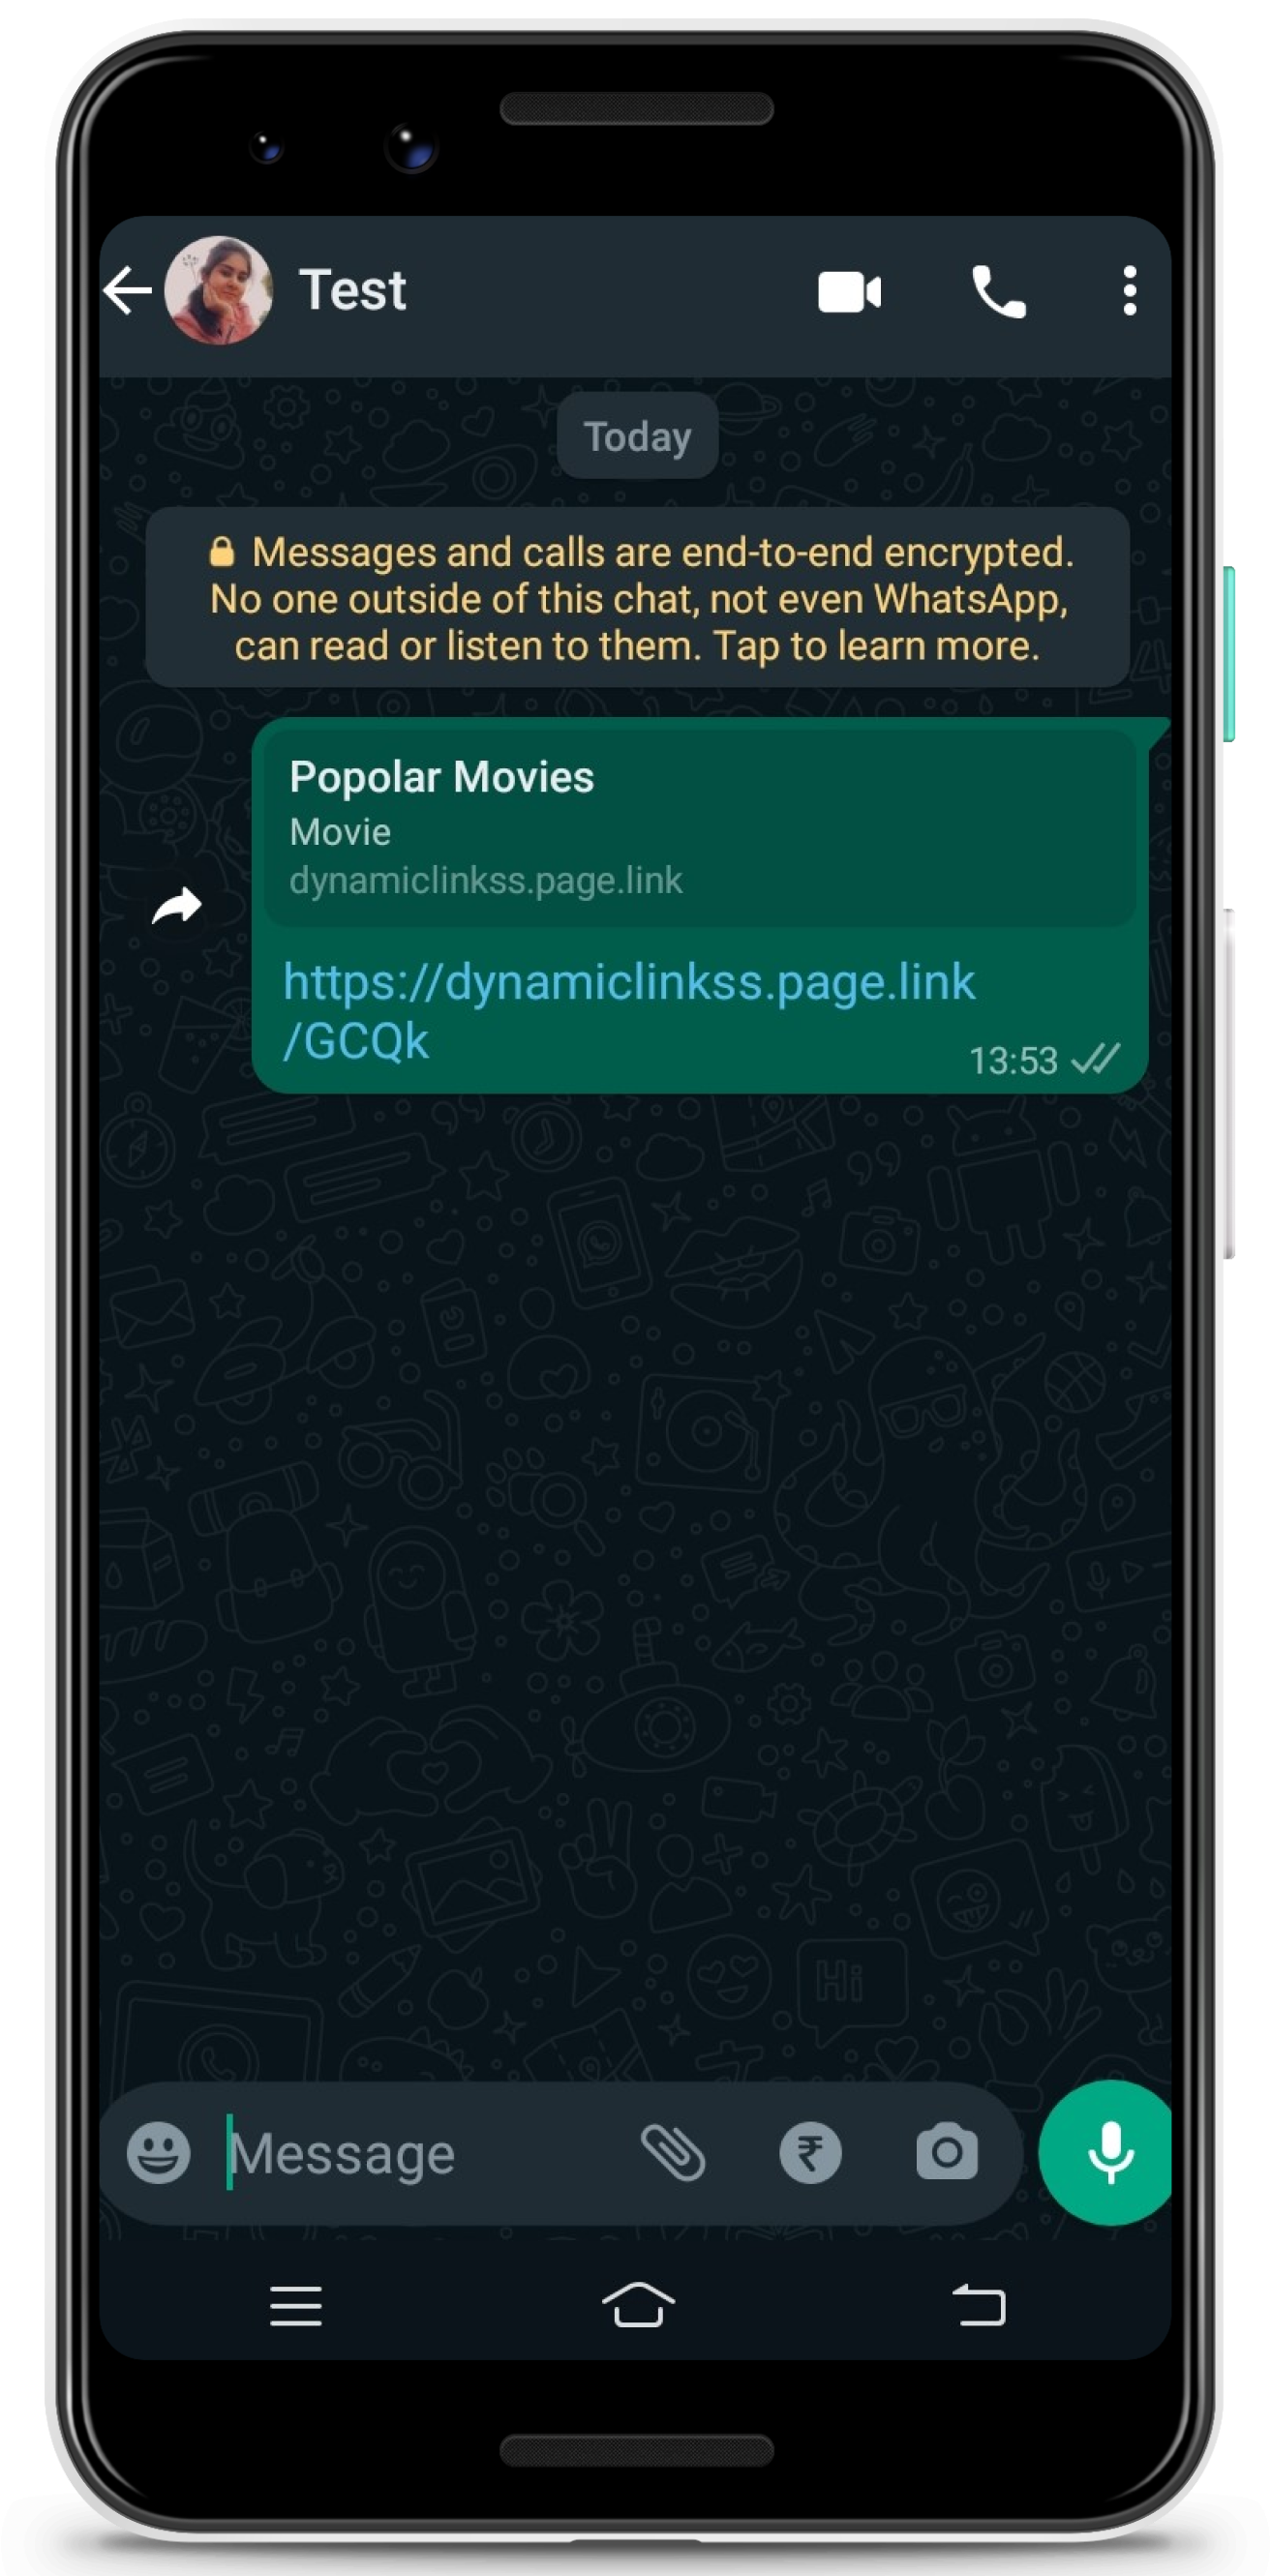 Test
Today
Messages and calls are end-to-end encrypted.
No one outside of this chat, not even WhatsApp,
can read or listen to them. Tap to learn more.
Popolar Movies
Movie
dynamiclinkss.page.link
https://dynamiclinkss.page.link
/GCQk
13:53
Hi
Message
₹